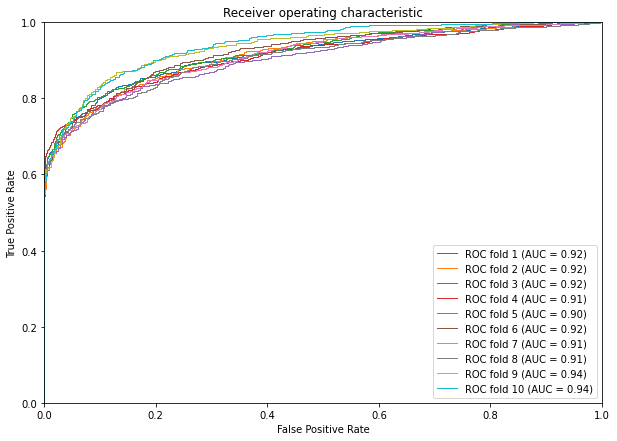 Receiver operating characteristic
1.0
0.8
0.6
0.4
0.2
0.0
True Positive Rate
ROC fold 1 (AUC = 0.92)
ROC fold 2 (AUC = 0.92)
ROC fold 3 (AUC = 0.92)
ROC fold 4 (AUC = 0.91)
ROC fold 5 (AUC = 0.90)
ROC fold 6 (AUC = 0.92)
ROC fold 7 (AUC = 0.91)
ROC fold 8 (AUC = 0.91)
ROC fold 9 (AUC = 0.94)
ROC fold 10 (AUC = 0.94)
0.0 0.2 0.4 0.6 0.8 1.0
False Positive Rate